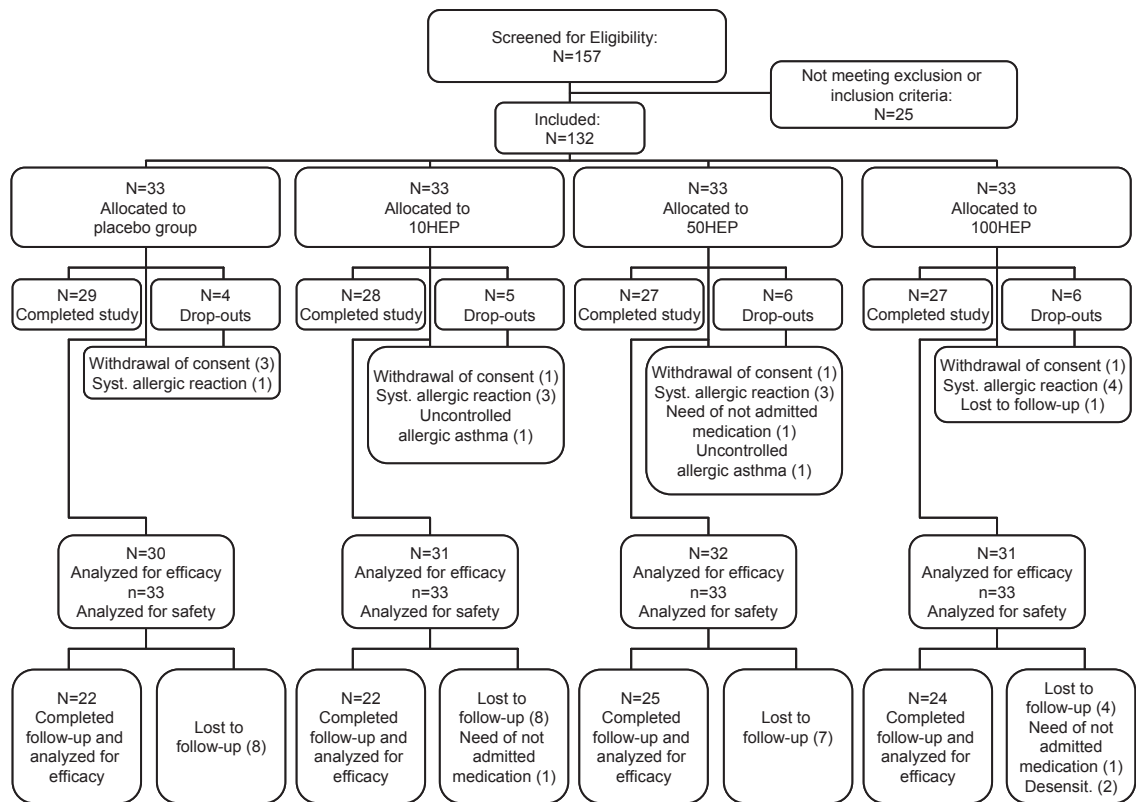 Screened for Eligibility:
N=157
Not meeting exclusion or
inclusion criteria:
N=25
Included:
N=132
N=33
Allocated to
placebo group
N=33
Allocated to
10HEP
N=33
Allocated to
50HEP
N=33
Allocated to
100HEP
N=29
Completed study
N=4
Drop-outs
N=28
Completed study
N=5
Drop-outs
N=27
Completed study
N=6
Drop-outs
N=27
Completed study
N=6
Drop-outs
Withdrawal of consent (3)
Syst. allergic reaction (1)
Withdrawal of consent (1)
Syst. allergic reaction (3)
Uncontrolled
allergic asthma (1)
Withdrawal of consent (1)
Syst. allergic reaction (3)
Need of not admitted
medication (1)
Uncontrolled
allergic asthma (1)
Withdrawal of consent (1)
Syst. allergic reaction (4)
Lost to follow-up (1)
N=30
Analyzed for efficacy
n=33
Analyzed for safety
N=31
Analyzed for efficacy
n=33
Analyzed for safety
N=32
Analyzed for efficacy
n=33
Analyzed for safety
N=31
Analyzed for efficacy
n=33
Analyzed for safety
N=22
Completed
follow-up and
analyzed for
efficacy
Lost to
follow-up (8)
N=22
Completed
follow-up and
analyzed for
efficacy
Lost to
follow-up (8)
Need of not
admitted
medication (1)
N=25
Completed
follow-up and
analyzed for
efficacy
Lost to
follow-up (7)
N=24
Completed
follow-up and
analyzed for
efficacy
Lost to
follow-up (4)
Need of not
admitted
medication (1)
Desensit. (2)